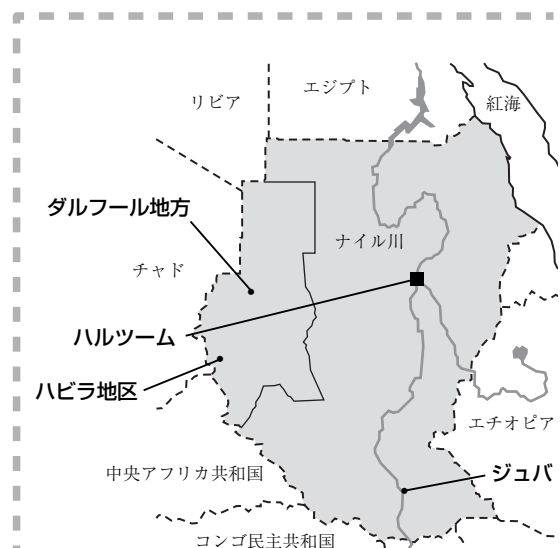 エジプト
リビア
紅海
ダルフール地方
ナイル川
チャド
ハルツーム
ハビラ地区
エチオピア
中央アフリカ共和国
ジュバ
コンゴ民主共和国